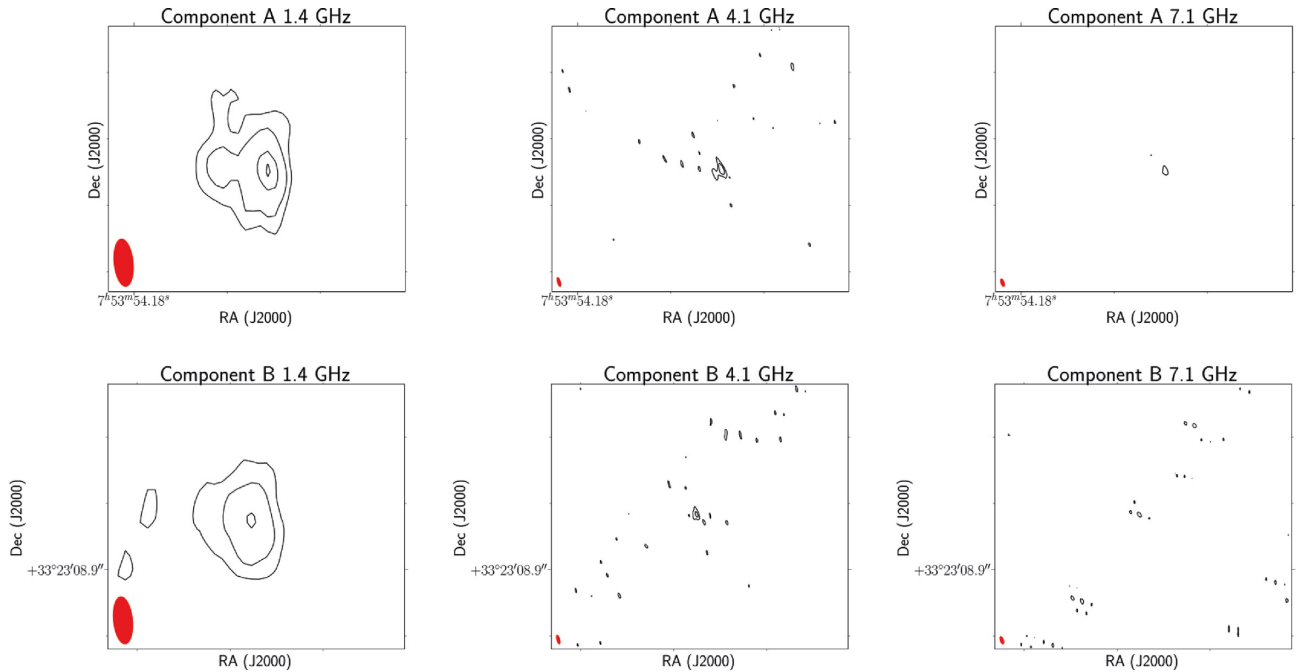 Component A 1.4 GHz
Component A 4.1 GHz
Component A 7.1 GHz
Dec (J2000)
Dec (J2000)
Dec (J2000)
7ʰ53ᵐ54.18ˢ
7ʰ53ᵐ54.18ˢ
7ʰ53ᵐ54.18ˢ
RA (J2000)
RA (J2000)
RA (J2000)
Component B 1.4 GHz
Component B 4.1 GHz
Component B 7.1 GHz
Dec (J2000)
Dec (J2000)
Dec (J2000)
+33°23′08.9″
+33°23′08.9″
+33°23′08.9″
RA (J2000)
RA (J2000)
RA (J2000)